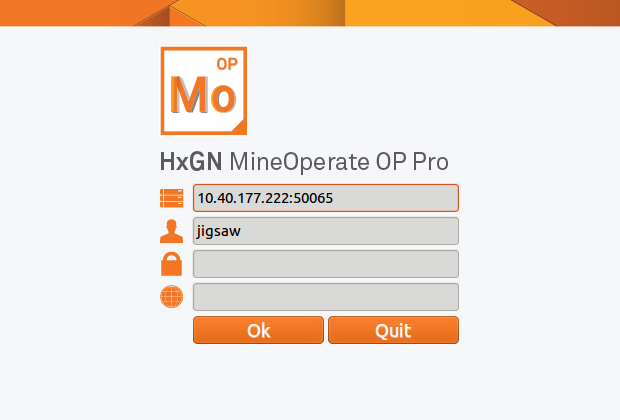 OP
Mo
HxGN MineOperate OP Pro
10.40.177.222:50065
jigsaw
Ok Quit